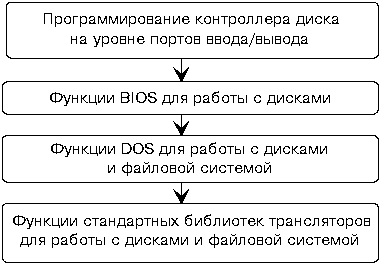 Программирование контроллера диска
на уровне портов ввода/вывода
Функции BIOS для работы с дисками
Функции DOS для работы с дисками
и файловой системой
Функции стандартных библиотек трансляторов
для работы с дисками и файловой системой